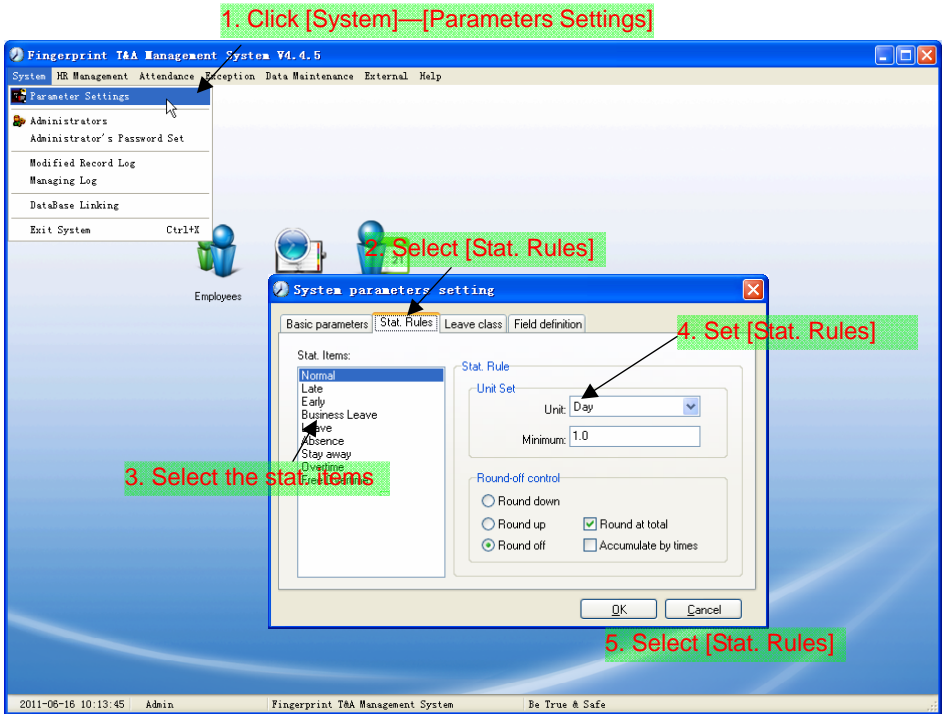 1. Click [System]—[Parameters Settings]
Fingerprint T&A Management System V4.4.5
System HR Management Attendance Exception Data Maintenance External Help
Parameter Settings
Administrators
Administrator's Password Set
Modified Record Log
Managing Log
DataBase Linking
Exit System Ctrl+X
2. Select [Stat. Rules]
21
Employees
System parameters setting
Basic parameters Stat. Rules Leave class Field definition
4. Set [Stat. Rules]
Stat. Items:
Normal
Late
Early
Business Leave
Leave
Absence
Stay away
Overtime
Free Overtime
3. Select the stat. items
Stat. Rule
Unit Set
Unit: Day
Minimum: 1.0
Round-off control
Round down
Round up Round at total
Round off Accumulate by times
OK Cancel
5. Select [Stat. Rules]
2011-06-16 10:13:45 Admin Fingerprint T&A Management System Be True & Safe